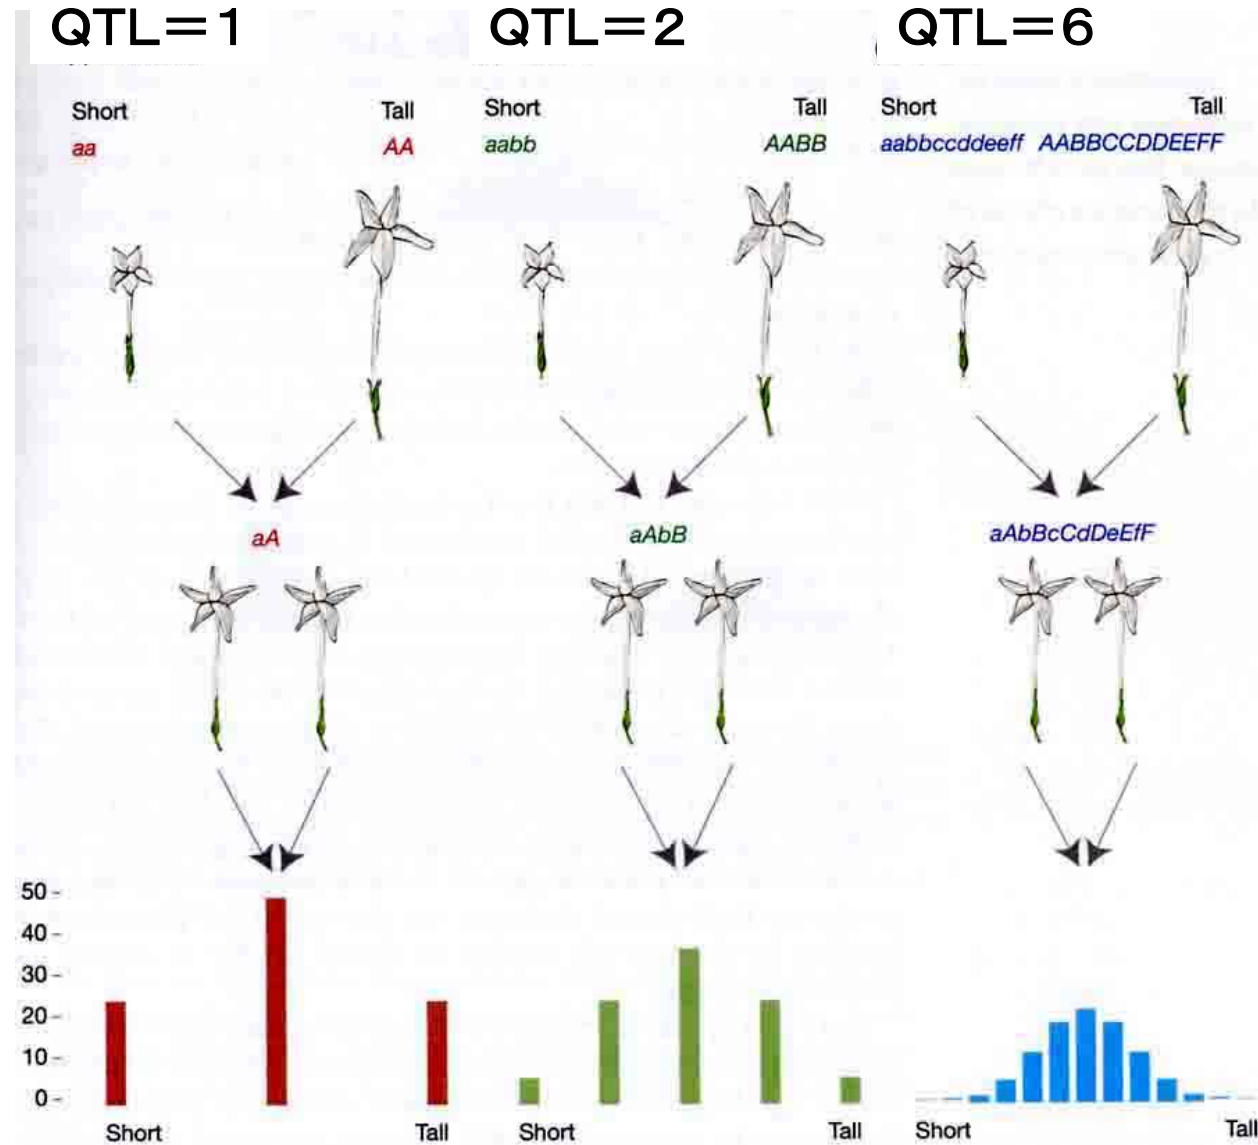 QTL=1 QTL=2 QTL=6
Short Tall Short Tall Short Tall
aa AA aabb AABB aabbccddeeff AABBCCDDEEFF
aA aAbB aAbBcCdDeEfF
50
40
30
20
10
0
Short Tall Short Tall Short Tall